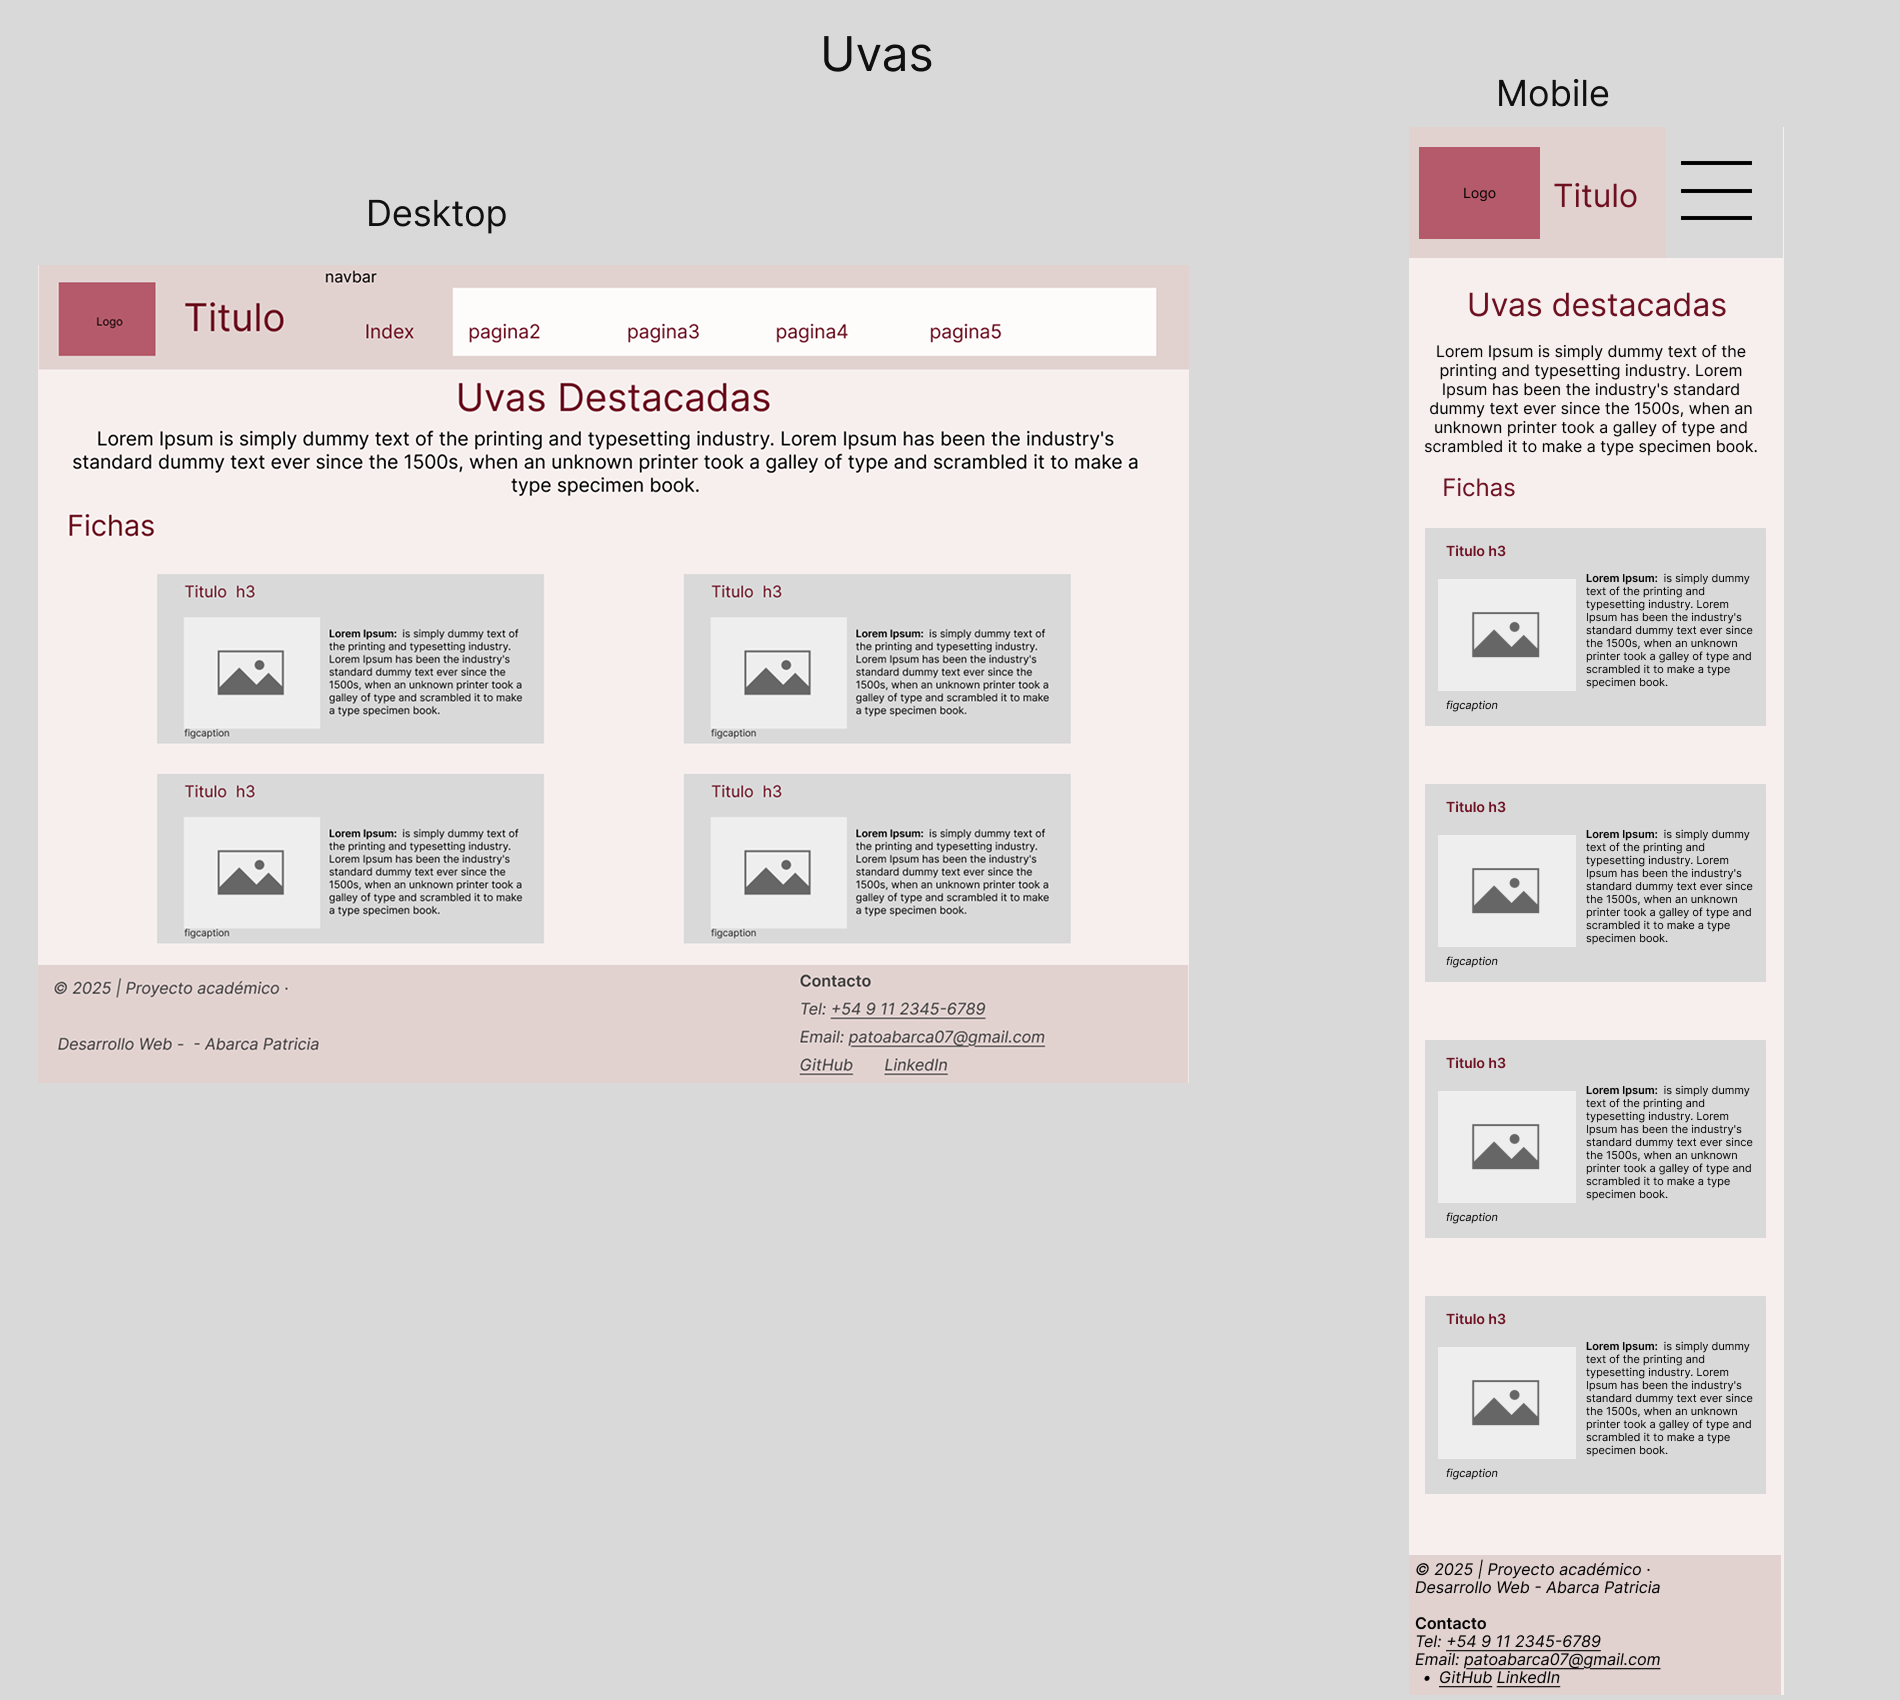 Uvas
Desktop
navbar
Logo
Titulo
Index
pagina2
pagina3
pagina4
pagina5
Uvas Destacadas
Lorem Ipsum is simply dummy text of the printing and typesetting industry. Lorem Ipsum has been the industry's
standard dummy text ever since the 1500s, when an unknown printer took a galley of type and scrambled it to make a
type specimen book.
Fichas
Titulo h3
Lorem Ipsum: is simply dummy text of
the printing and typesetting industry.
Lorem Ipsum has been the industry's
standard dummy text ever since the
1500s, when an unknown printer took a
galley of type and scrambled it to make
a type specimen book.
figcaption
Titulo h3
Lorem Ipsum: is simply dummy text of
the printing and typesetting industry.
Lorem Ipsum has been the industry's
standard dummy text ever since the
1500s, when an unknown printer took a
galley of type and scrambled it to make
a type specimen book.
figcaption
Titulo h3
Lorem Ipsum: is simply dummy text of
the printing and typesetting industry.
Lorem Ipsum has been the industry's
standard dummy text ever since the
1500s, when an unknown printer took a
galley of type and scrambled it to make
a type specimen book.
figcaption
Titulo h3
Lorem Ipsum: is simply dummy text of
the printing and typesetting industry.
Lorem Ipsum has been the industry's
standard dummy text ever since the
1500s, when an unknown printer took a
galley of type and scrambled it to make
a type specimen book.
figcaption
© 2025 | Proyecto académico ·
Desarrollo Web - - Abarca Patricia
Contacto
Tel: +54 9 11 2345-6789
Email: patoabarca07@gmail.com
GitHub LinkedIn
Mobile
Logo
Titulo
Uvas destacadas
Lorem Ipsum is simply dummy text of the
printing and typesetting industry. Lorem
Ipsum has been the industry's standard
dummy text ever since the 1500s, when an
unknown printer took a galley of type and
scrambled it to make a type specimen book.
Fichas
Titulo h3
Lorem Ipsum: is simply dummy
text of the printing and
typesetting industry. Lorem
Ipsum has been the industry's
standard dummy text ever since
the 1500s, when an unknown
printer took a galley of type and
scrambled it to make a type
specimen book.
figcaption
Titulo h3
Lorem Ipsum: is simply dummy
text of the printing and
typesetting industry. Lorem
Ipsum has been the industry's
standard dummy text ever since
the 1500s, when an unknown
printer took a galley of type and
scrambled it to make a type
specimen book.
figcaption
Titulo h3
Lorem Ipsum: is simply dummy
text of the printing and
typesetting industry. Lorem
Ipsum has been the industry's
standard dummy text ever since
the 1500s, when an unknown
printer took a galley of type and
scrambled it to make a type
specimen book.
figcaption
Titulo h3
Lorem Ipsum: is simply dummy
text of the printing and
typesetting industry. Lorem
Ipsum has been the industry's
standard dummy text ever since
the 1500s, when an unknown
printer took a galley of type and
scrambled it to make a type
specimen book.
figcaption
© 2025 | Proyecto académico ·
Desarrollo Web - Abarca Patricia
Contacto
Tel: +54 9 11 2345-6789
Email: patoabarca07@gmail.com
• GitHub LinkedIn